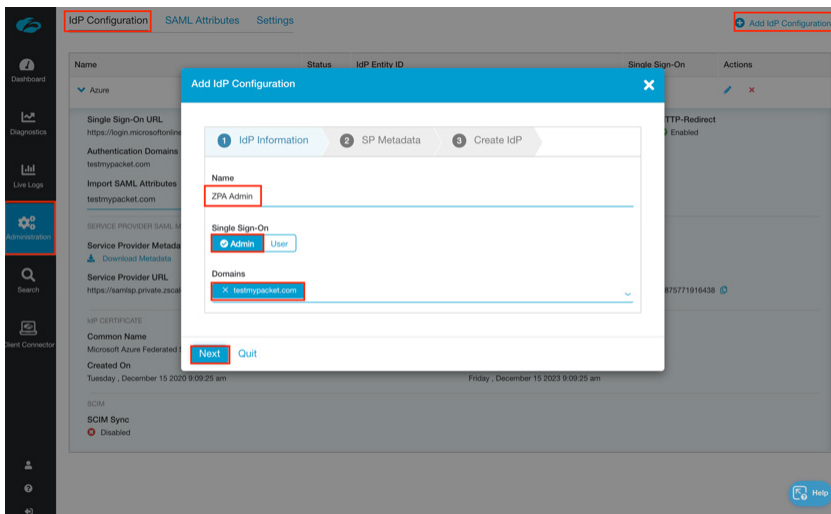 IdP Configuration SAML Attributes Settings
Add IdP Configuration
Dashboard
Diagnostics
Live Logs
Administration
Search
Client Connector
Name Status IdP Entity ID Single Sign-On Actions
Azure
Single Sign-On URL
https://login.microsoftonline
TTP-Redirect
Enabled
Authentication Domains
testmypacket.com
Import SAML Attributes
testmypacket.com
SERVICE PROVIDER SAML M
Service Provider Metada
Download Metadata
Service Provider URL
https://samlsp.private.zscal
875771916438
IdP CERTIFICATE
Common Name
Microsoft Azure Federated
Created On
Tuesday , December 15 2020 9:09:25 am
Friday , December 15 2023 9:09:25 am
SCIM
SCIM Sync
Disabled
Add IdP Configuration
1 IdP Information 2 SP Metadata 3 Create IdP
Name
ZPA Admin
Single Sign-On
Admin User
Domains
testmypacket.com
Next Quit
Help